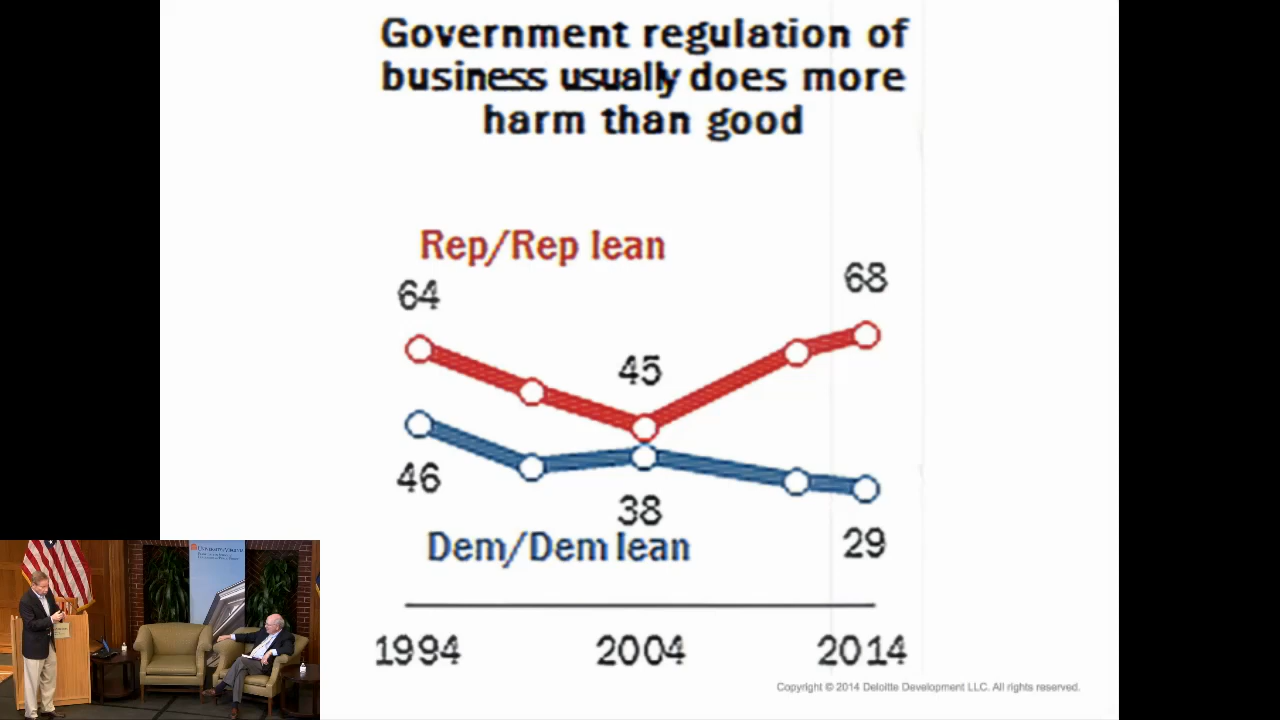 Government regulation of
business usually does more
harm than good
Rep/Rep lean
64
68
45
46
38
29
Dem/Dem lean
1994 2004 2014
Copyright © 2014 Deloitte Development LLC. All rights reserved.